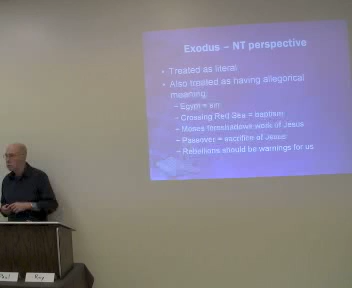 Exodus – NT perspective
• Treated as literal
• Also treated as having allegorical
meaning:
– Egypt = sin
– Crossing Red Sea = baptism
– Moses foreshadows work of Jesus
– Passover = sacrifice of Jesus
– Rebellions should be warnings for us
Phil